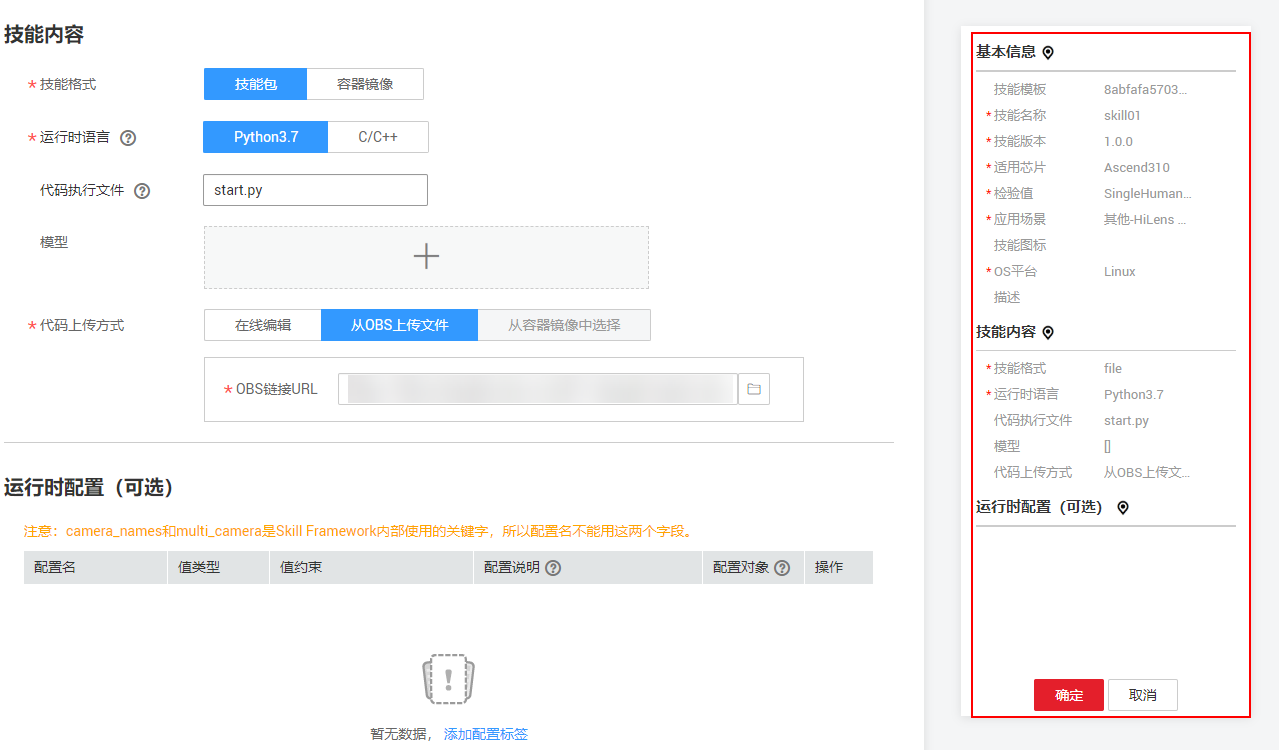 技能内容
* 技能格式 技能包 容器镜像
* 运行时语言 ? Python3.7 C/C++
代码执行文件 ? start.py
模型
* 代码上传方式 在线编辑 从OBS上传文件 从容器镜像中选择
* OBS链接URL
运行时配置（可选）
注意：camera_names和multi_camera是Skill Framework内部使用的关键字，所以配置名不能用这两个字段。
配置名 值类型 值约束 配置说明 ? 配置对象 ? 操作
暂无数据， 添加配置标签
基本信息
技能模板 8abfafa5703...
* 技能名称 skill01
* 技能版本 1.0.0
* 适用芯片 Ascend310
* 检验值 SingleHuman...
* 应用场景 其他-HiLens ...
技能图标
* OS平台 Linux
描述
技能内容
* 技能格式 file
* 运行时语言 Python3.7
代码执行文件 start.py
模型 []
代码上传方式 从OBS上传文...
运行时配置（可选）
确定 取消